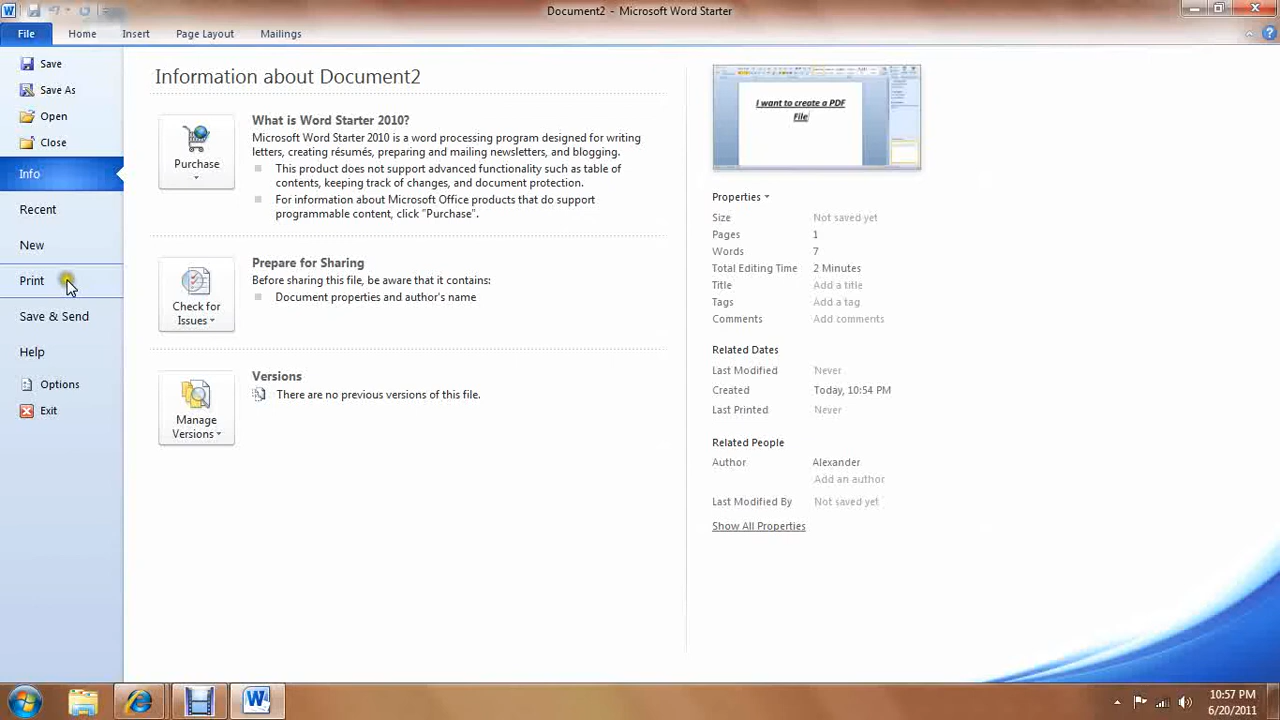 Document2 - Microsoft Word Starter
File Home Insert Page Layout Mailings
Save
Save As
Open
Close
Info
Recent
New
Print
Save & Send
Help
Options
Exit
Information about Document2
Purchase
What is Word Starter 2010?
Microsoft Word Starter 2010 is a word processing program designed for writing
letters, creating résumés, preparing and mailing newsletters, and blogging.
This product does not support advanced functionality such as table of
contents, keeping track of changes, and document protection.
For information about Microsoft Office products that do support
programmable content, click "Purchase".
Check for
Issues
Prepare for Sharing
Before sharing this file, be aware that it contains:
Document properties and author's name
Manage
Versions
Versions
There are no previous versions of this file.
I want to create a PDF
File
Properties
Size Not saved yet
Pages 1
Words 7
Total Editing Time 2 Minutes
Title Add a title
Tags Add a tag
Comments Add comments
Related Dates
Last Modified Never
Created Today, 10:54 PM
Last Printed Never
Related People
Author Alexander
Add an author
Last Modified By Not saved yet
Show All Properties
10:57 PM
6/20/2011